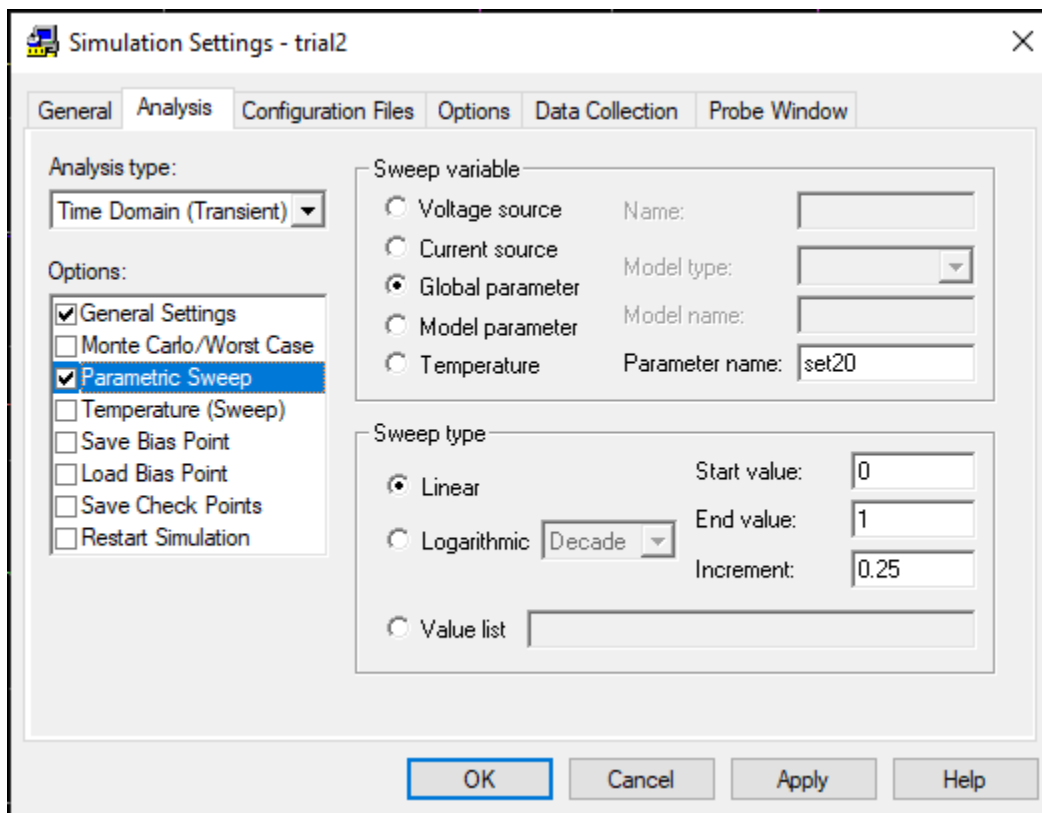 Simulation Settings - trial2
General
Analysis
Configuration Files
Options
Data Collection
Probe Window
Analysis type:
Time Domain (Transient)
Options:
General Settings
Monte Carlo/Worst Case
Parametric Sweep
Temperature (Sweep)
Save Bias Point
Load Bias Point
Save Check Points
Restart Simulation
Sweep variable
Voltage source
Current source
Global parameter
Model parameter
Temperature
Name:
Model type:
Model name:
Parameter name: set20
Sweep type
Linear
Logarithmic Decade
Value list
Start value: 0
End value: 1
Increment: 0.25
OK
Cancel
Apply
Help